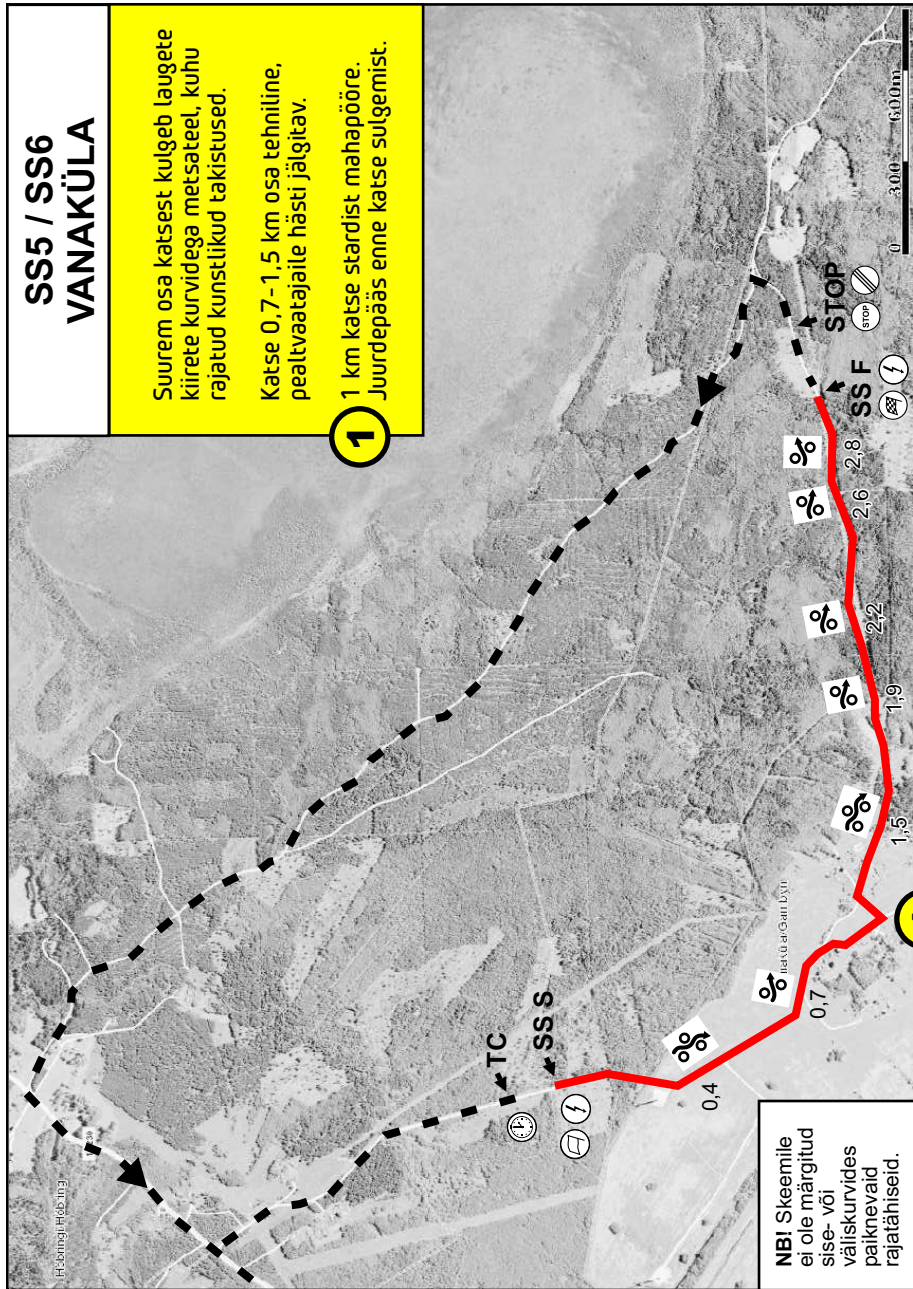 SS5 / SS6
VANAKÜLA
Suurem osa katsest kulgeb laugete
kiirete kurvidega metsateel, kuhu
rajatud kunstlikud takistused.
Katse 0,7-1,5 km osa tehniline,
pealtvaatajaile hästi jälgitav.
1
1 km katse stardist mahapööre.
Juurdepääs enne katse sulgemist.
TC
SS S
0,4
0,7
1,5
1,9
2,2
2,6
2,8
SS F
STOP
STOP
0 300 600m
NB! Skeemile
ei ole märgitud
sise- või
väliskurvides
paiknevaid
rajatähiseid.